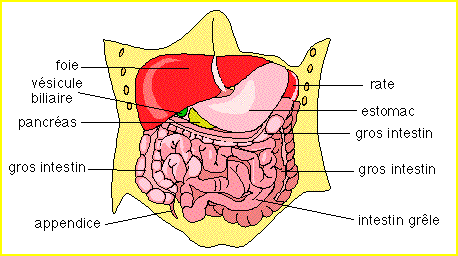 foie
vésicule
biliaire
pancréas
gros intestin
appendice
rate
estomac
gros intestin
gros intestin
intestin grêle